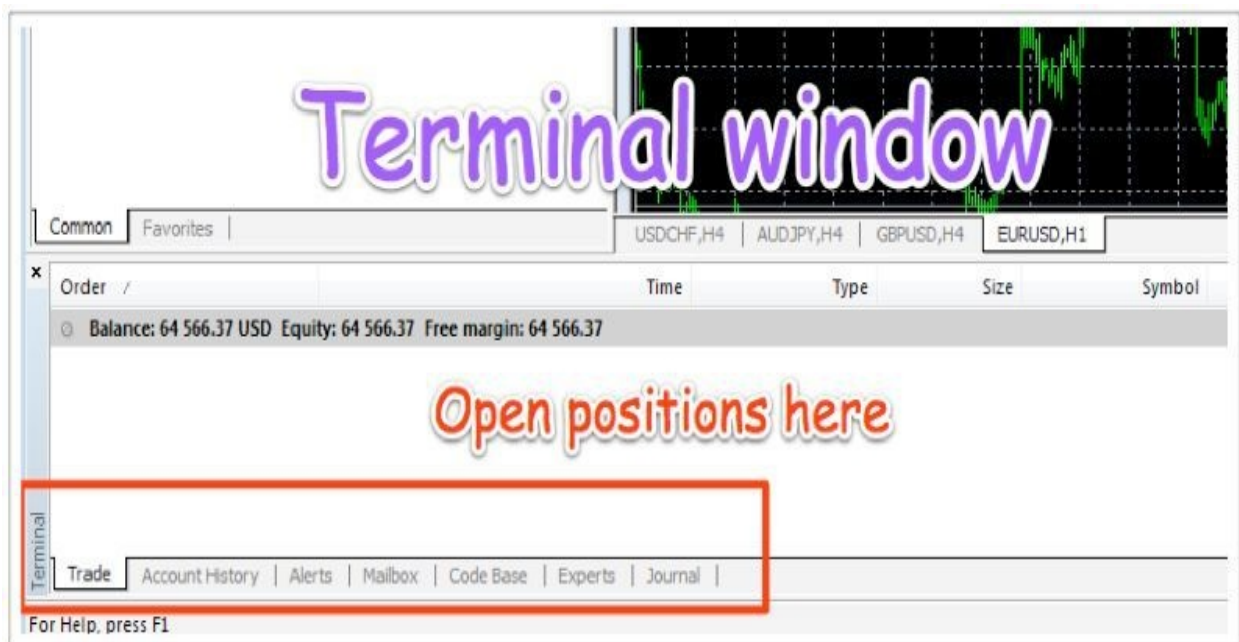 Terminal window
Common Favorites
USDCHF,H4 AUDJPY,H4 GBPUSD,H4 EURUSD,H1
x
Order / Time Type Size Symbol
Balance: 64 566.37 USD Equity: 64 566.37 Free margin: 64 566.37
Open positions here
Terminal
Trade Account History Alerts Mailbox Code Base Experts Journal
For Help, press F1